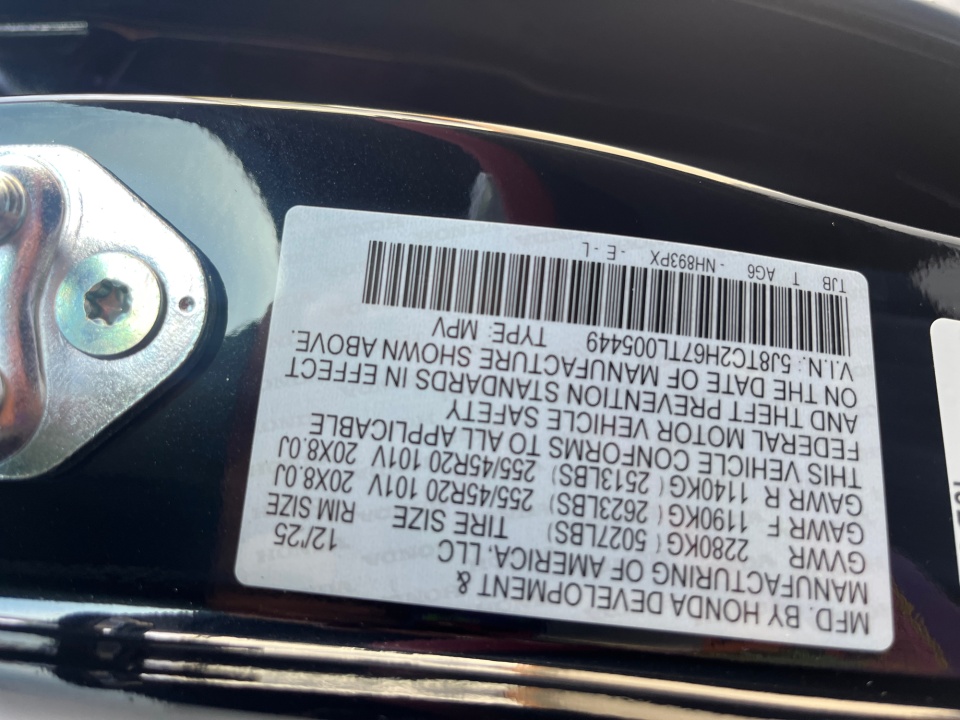 MFD. BY HONDA DEVELOPMENT &
MANUFACTURING OF AMERICA, LLC 12/'25
GVWR 2280KG ( 5027LBS) TIRE SIZE RIM SIZE
GAWR F 1190KG ( 2623LBS) 255/45R20 101V 20X8.0J
GAWR R 1140KG ( 2513LBS) 255/45R20 101V 20X8.0J
THIS VEHICLE CONFORMS TO ALL APPLICABLE
FEDERAL MOTOR VEHICLE SAFETY
AND THEFT PREVENTION STANDARDS IN EFFECT
ON THE DATE OF MANUFACTURE SHOWN ABOVE.
V.I.N.: 5J8TC2H67TL005449 TYPE: MPV
TJB T AG6 - NH893PX - E - L